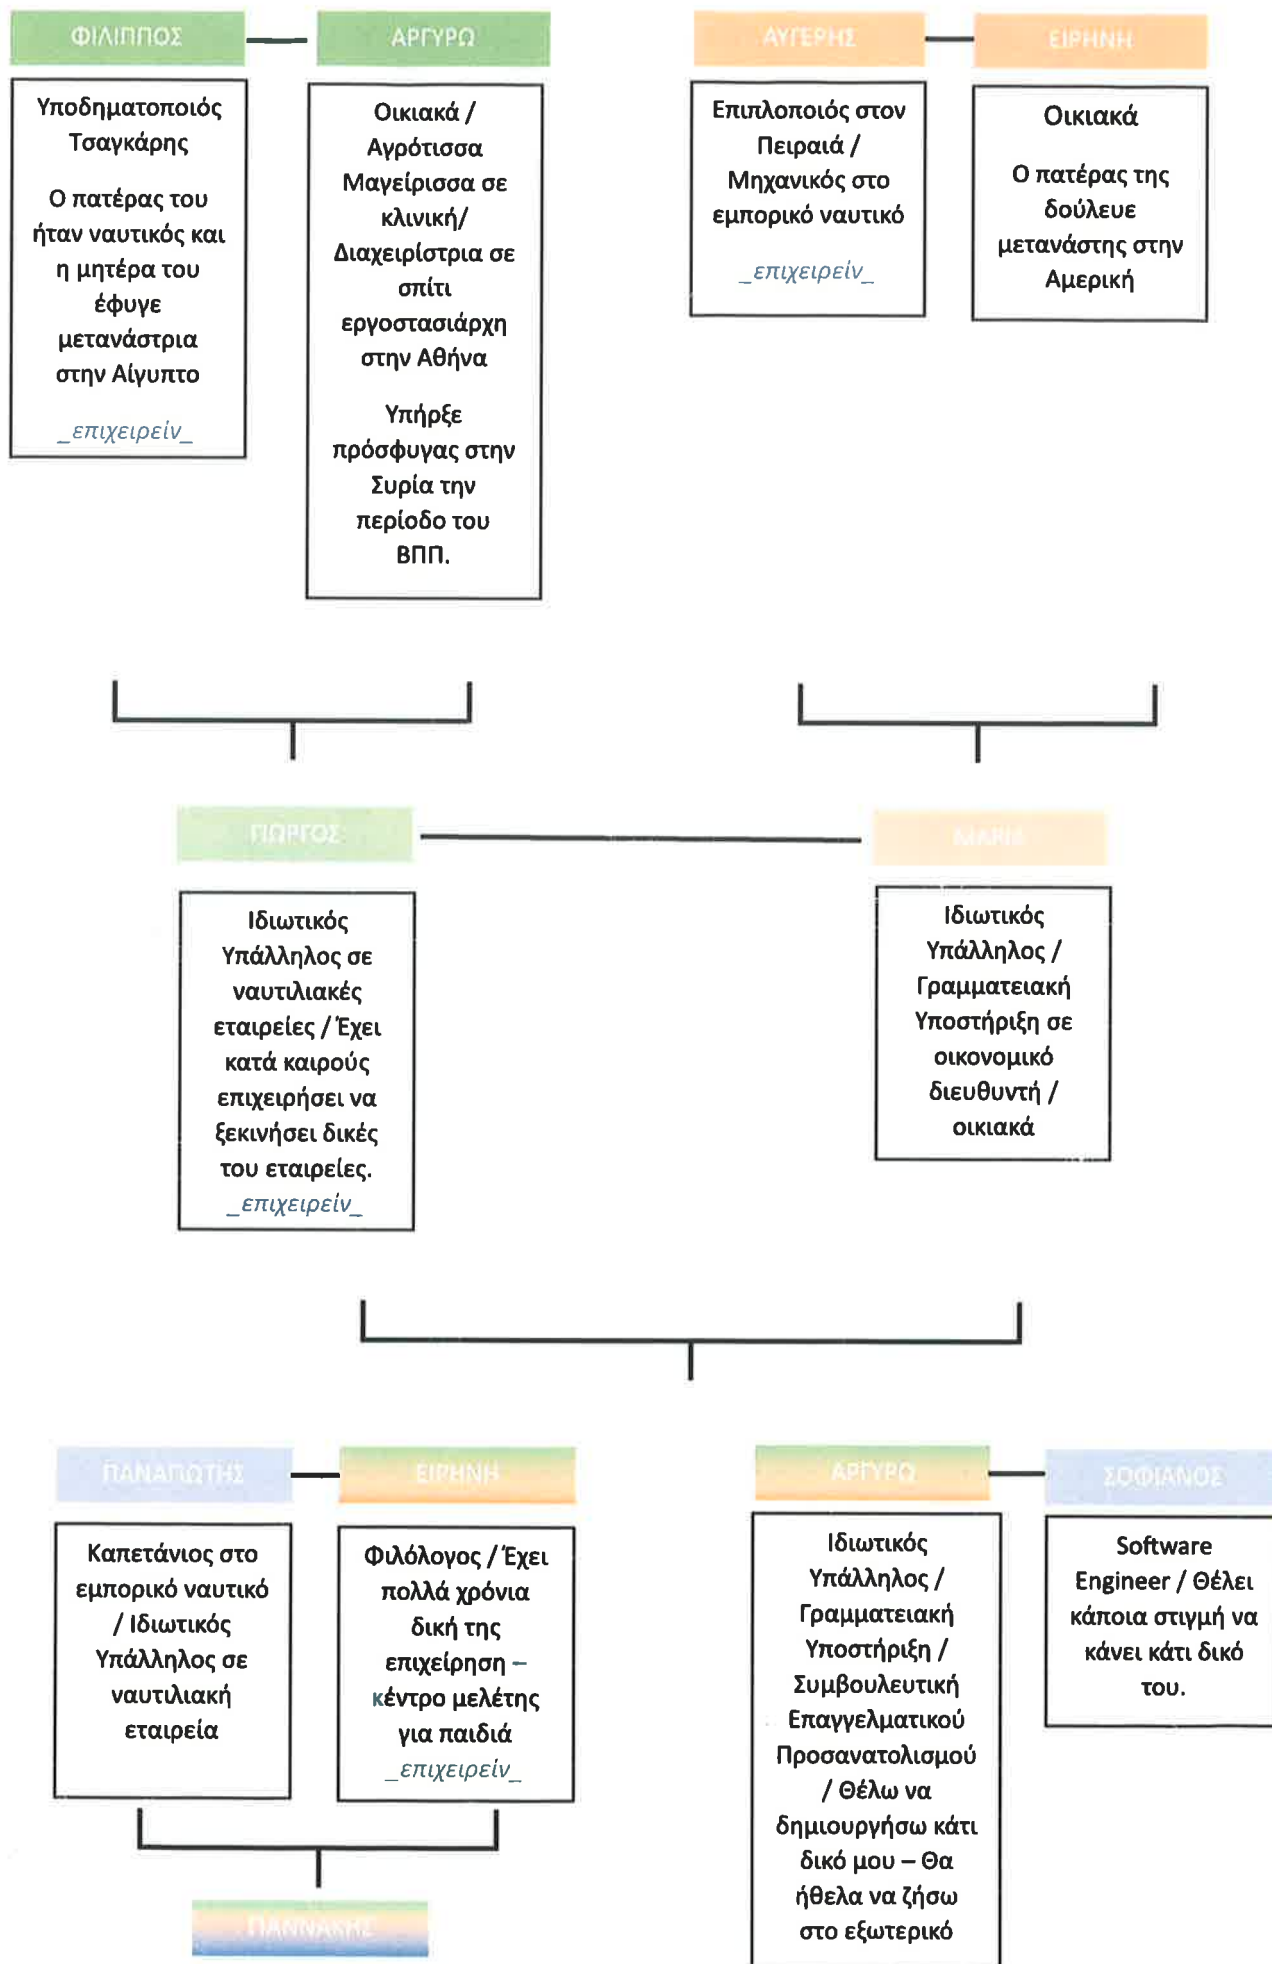 ΦΙΛΙΠΠΟΣ
Υποδηματοποιός
Τσαγκάρης
Ο πατέρας του
ήταν ναυτικός και
η μητέρα του
έφυγε
μετανάστρια
στην Αίγυπτο
_επιχειρείν_
ΑΡΓΥΡΩ
Οικιακά /
Αγρότισσα
Μαγείρισσα σε
κλινική/
Διαχειρίστρια σε
σπίτι
εργοστασιάρχη
στην Αθήνα
Υπήρξε
πρόσφυγας στην
Συρία την
περίοδο του
ΒΠΠ.
ΑΥΓΕΡΗΣ
Επιπλοποιός στον
Πειραιά /
Μηχανικός στο
εμπορικό ναυτικό
_επιχειρείν_
ΕΙΡΗΝΗ
Οικιακά
Ο πατέρας της
δούλευε
μετανάστης στην
Αμερική
ΓΙΩΡΓΟΣ
Ιδιωτικός
Υπάλληλος σε
ναυτιλιακές
εταιρείες / Έχει
κατά καιρούς
επιχειρήσει να
ξεκινήσει δικές
του εταιρείες.
_επιχειρείν_
ΜΑΡΙΑ
Ιδιωτικός
Υπάλληλος /
Γραμματειακή
Υποστήριξη σε
οικονομικό
διευθυντή /
οικιακά
ΠΑΝΑΓΙΩΤΗΣ
Καπετάνιος στο
εμπορικό ναυτικό
/ Ιδιωτικός
Υπάλληλος σε
ναυτιλιακή
εταιρεία
ΕΙΡΗΝΗ
Φιλόλογος / Έχει
πολλά χρόνια
δική της
επιχείρηση –
κέντρο μελέτης
για παιδιά
_επιχειρείν_
ΑΡΓΥΡΩ
Ιδιωτικός
Υπάλληλος /
Γραμματειακή
Υποστήριξη /
Συμβουλευτική
Επαγγελματικού
Προσανατολισμού
/ Θέλω να
δημιουργήσω κάτι
δικό μου – Θα
ήθελα να ζήσω
στο εξωτερικό
ΣΟΦΙΑΝΟΣ
Software
Engineer / Θέλει
κάποια στιγμή να
κάνει κάτι δικό
του.
ΓΙΑΝΝΑΚΗΣ